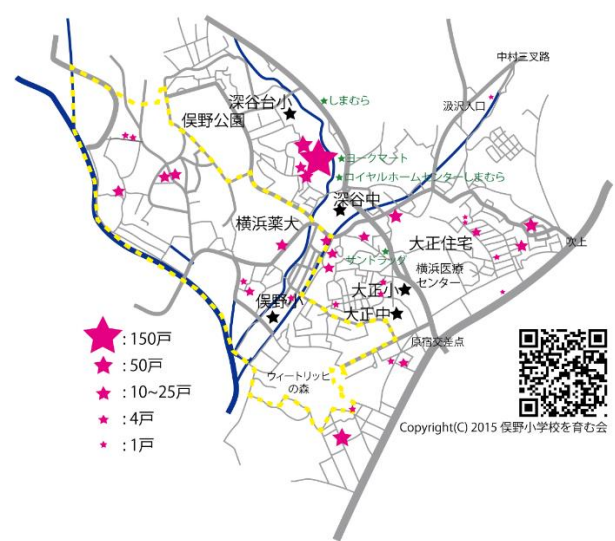 中村三叉路
しまむら
深谷台小
汲沢入口
俣野公園
ヨークマート
ロイヤルホームセンターしまむら
深谷中
横浜薬大
大正住宅
吹上
サンドラッグ
横浜医療
センター
大正小
俣野小
大正中
原宿交差点
: 150戸
: 50戸
: 10~25戸
: 4戸
: 1戸
ウィートリッヒ
の森
Copyright(C) 2015 俣野小学校を育む会